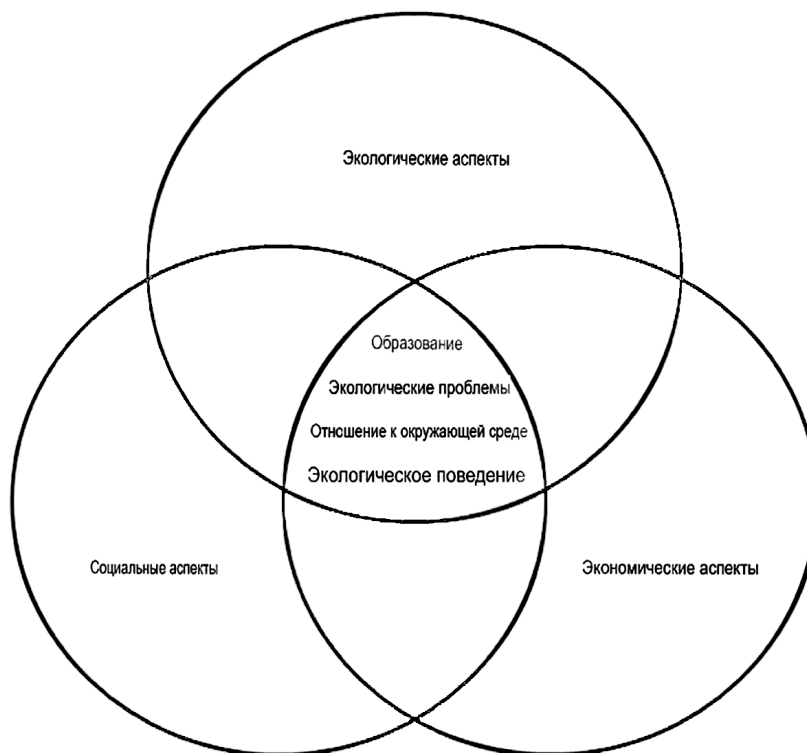 Экологические аспекты
Образование
Экологические проблемы
Отношение к окружающей среде
Экологическое поведение
Социальные аспекты
Экономические аспекты